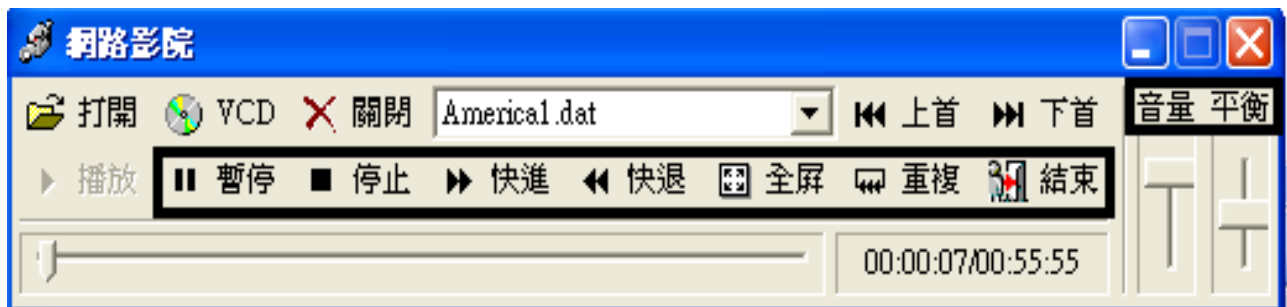 網路影院
打開 VCD 關閉 America1.dat 上首 下首 音量 平衡
播放 暫停 停止 快進 快退 全屏 重複 結束
00:00:07/00:55:55